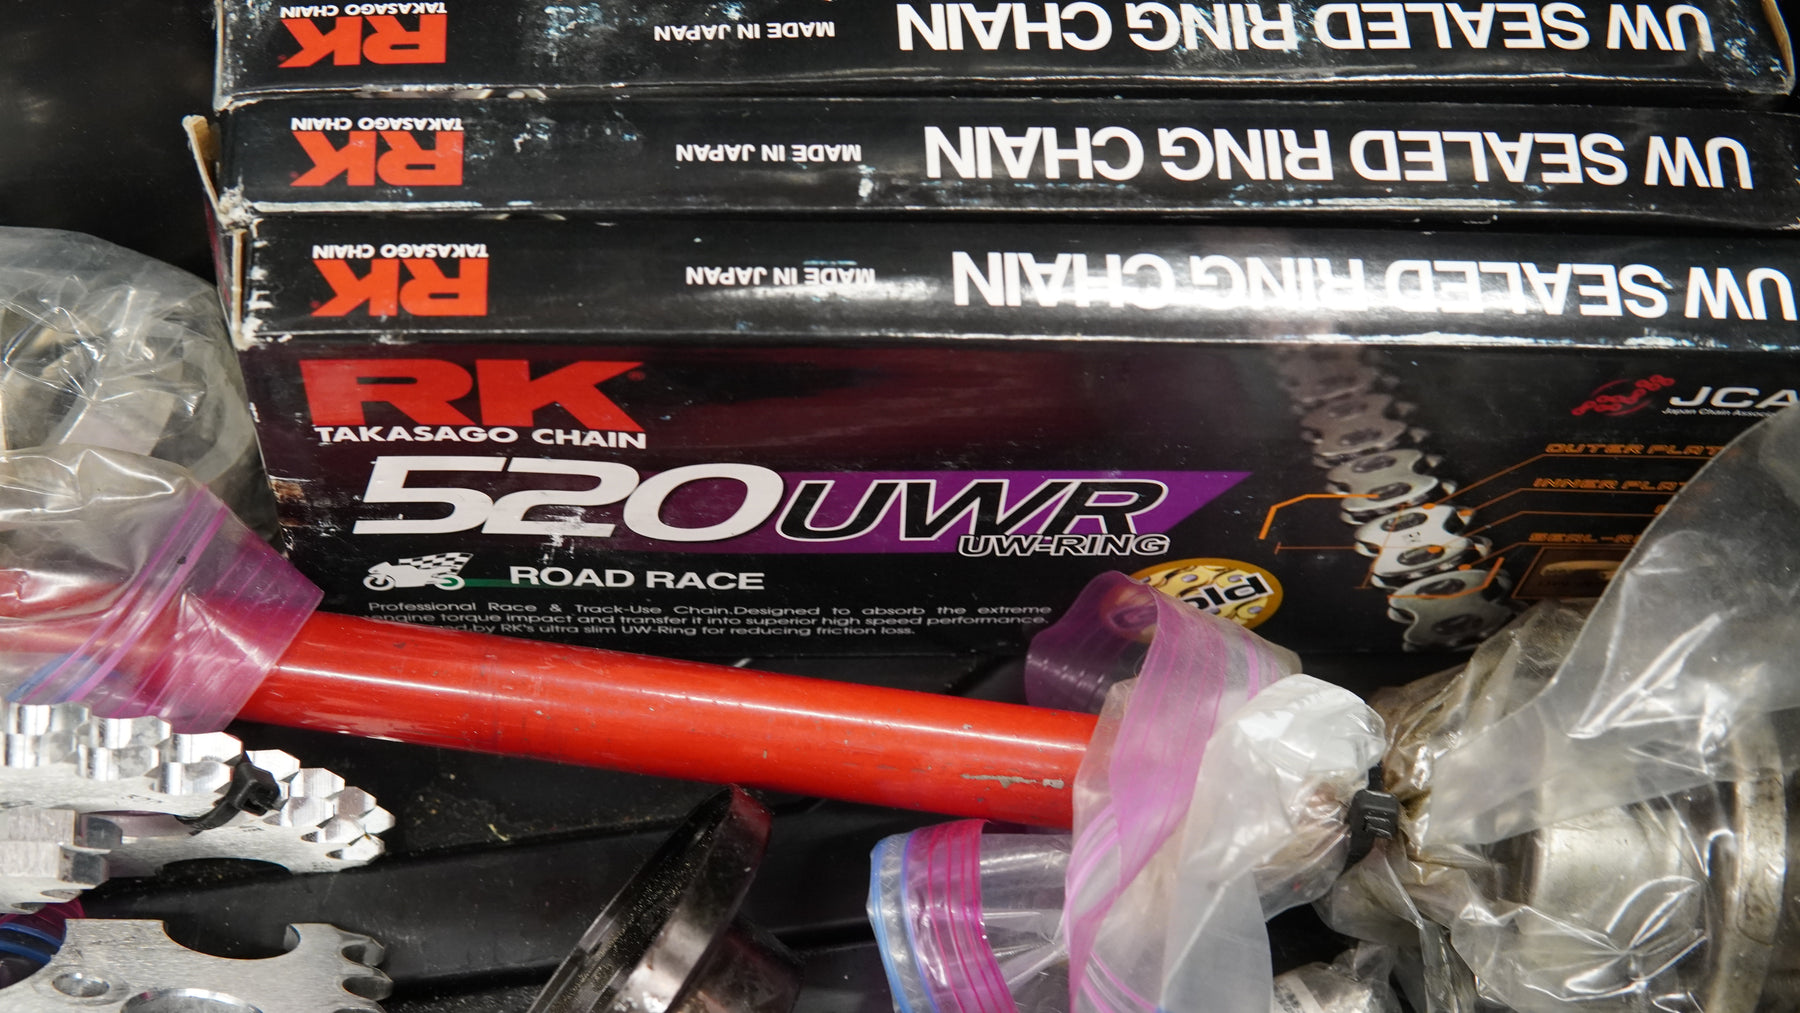 RK
TAKASAGO CHAIN
MADE IN JAPAN
UW SEALED RING CHAIN
RK
TAKASAGO CHAIN
MADE IN JAPAN
UW SEALED RING CHAIN
RK
TAKASAGO CHAIN
MADE IN JAPAN
UW SEALED RING CHAIN
RK
TAKASAGO CHAIN
JCA
Japan Chain
520UWR
UW-RING
OUTER
INNER
ROAD RACE
Professional Race & Track-Use Chain.Designed to absorb the extreme
engine torque impact and transfer it into superior high speed performance.
by RK's ultra slim UW-Ring for reducing friction loss.